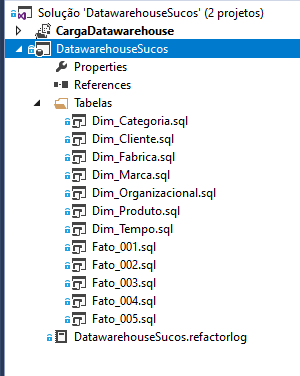 Solução 'DatawarehouseSucos' (2 projetos)
CargaDatawarehouse
DatawarehouseSucos
Properties
References
Tabelas
Dim_Categoria.sql
Dim_Cliente.sql
Dim_Fabrica.sql
Dim_Marca.sql
Dim_Organizacional.sql
Dim_Produto.sql
Dim_Tempo.sql
Fato_001.sql
Fato_002.sql
Fato_003.sql
Fato_004.sql
Fato_005.sql
DatawarehouseSucos.refactorlog